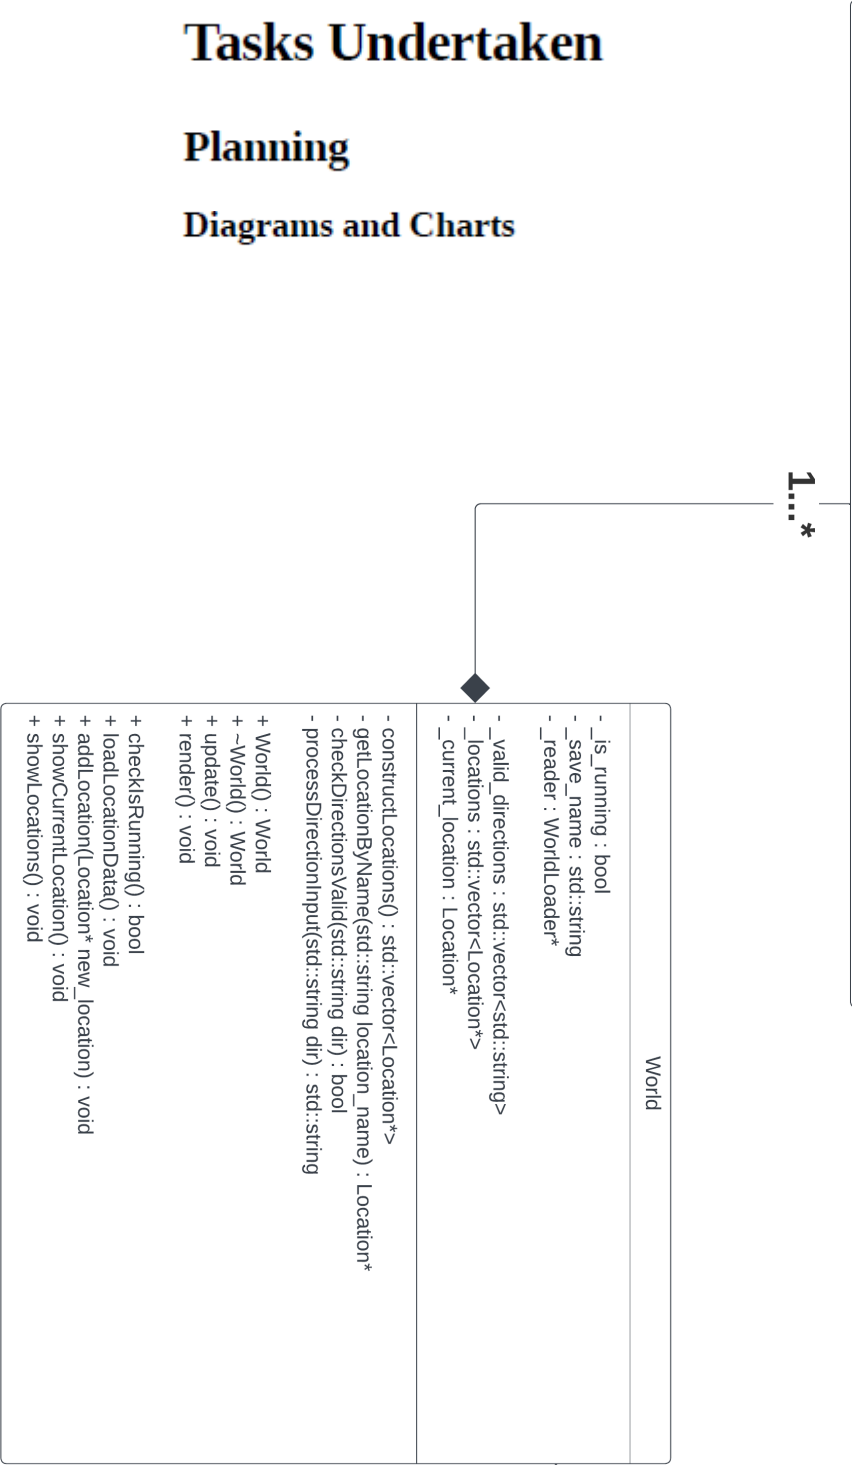 Tasks Undertaken
Planning
Diagrams and Charts
1...*
World
- _is_running : bool
- _save_name : std::string
- _reader : WorldLoader*
- _valid_directions : std::vector<std::string>
- _locations : std::vector<Location*>
- _current_location : Location*
- constructLocations() : std::vector<Location*>
- getLocationByName(std::string location_name) : Location*
- checkDirectionsValid(std::string dir) : bool
- processDirectionInput(std::string dir) : std::string
+ World() : World
+ ~World() : World
+ update() : void
+ render() : void
+ checkIsRunning() : bool
+ loadLocationData() : void
+ addLocation(Location* new_location) : void
+ showCurrentLocation() : void
+ showLocations() : void